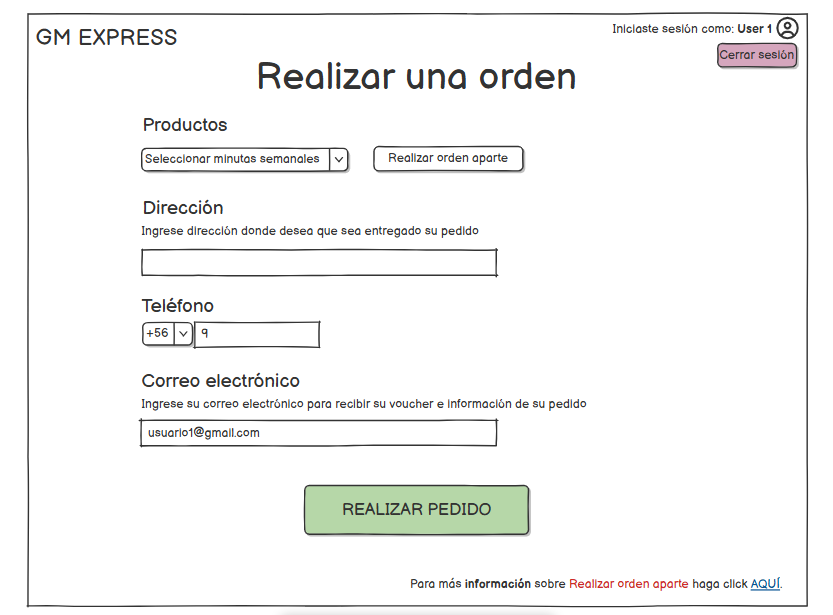 GM EXPRESS
Iniciaste sesión como: User 1
Cerrar sesión
Realizar una orden
Productos
Seleccionar minutas semanales
Realizar orden aparte
Dirección
Ingrese dirección donde desea que sea entregado su pedido
Teléfono
+56
9
Correo electrónico
Ingrese su correo electrónico para recibir su voucher e información de su pedido
usuario1@gmail.com
REALIZAR PEDIDO
Para más información sobre Realizar orden aparte haga click AQUÍ.